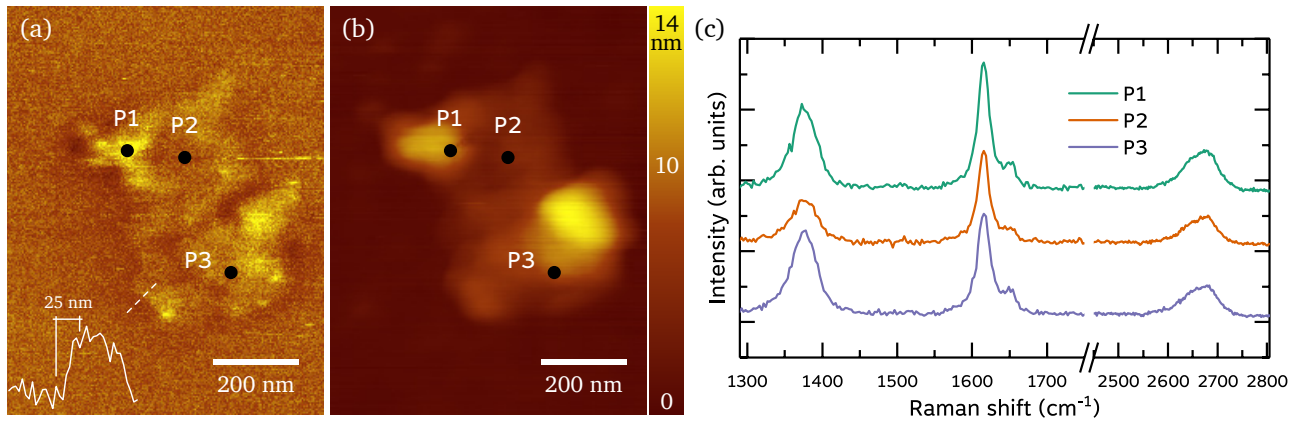 (a)
P1
P2
P3
25 nm
200 nm
(b)
P1
P2
P3
200 nm
14
nm
10
0
(c)
Intensity (arb. units)
P1
P2
P3
1300 1400 1500 1600 1700 2500 2600 2700 2800
Raman shift (cm⁻¹)